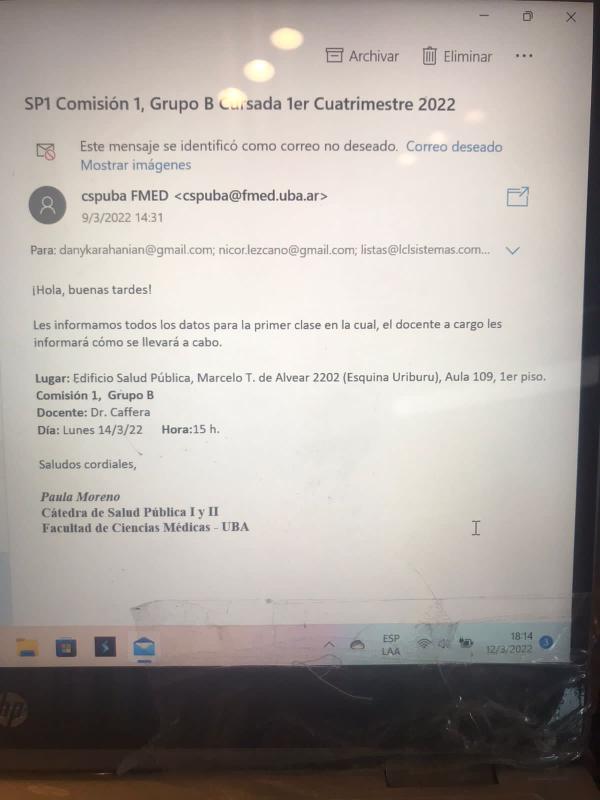 Archivar Eliminar ...
SP1 Comisión 1, Grupo B Cursada 1er Cuatrimestre 2022
Este mensaje se identificó como correo no deseado. Correo deseado
Mostrar imágenes
cspuba FMED <cspuba@fmed.uba.ar>
9/3/2022 14:31
Para: danykarahanian@gmail.com; nicor.lezcano@gmail.com; listas@lclsistemas.com...
¡Hola, buenas tardes!
Les informamos todos los datos para la primer clase en la cual, el docente a cargo les
informará cómo se llevará a cabo.
Lugar: Edificio Salud Pública, Marcelo T. de Alvear 2202 (Esquina Uriburu), Aula 109, 1er piso.
Comisión 1, Grupo B
Docente: Dr. Caffera
Día: Lunes 14/3/22 Hora:15 h.
Saludos cordiales,
Paula Moreno
Cátedra de Salud Pública I y II
Facultad de Ciencias Médicas - UBA
ESP
LAA
18:14
12/3/2022
3
hp